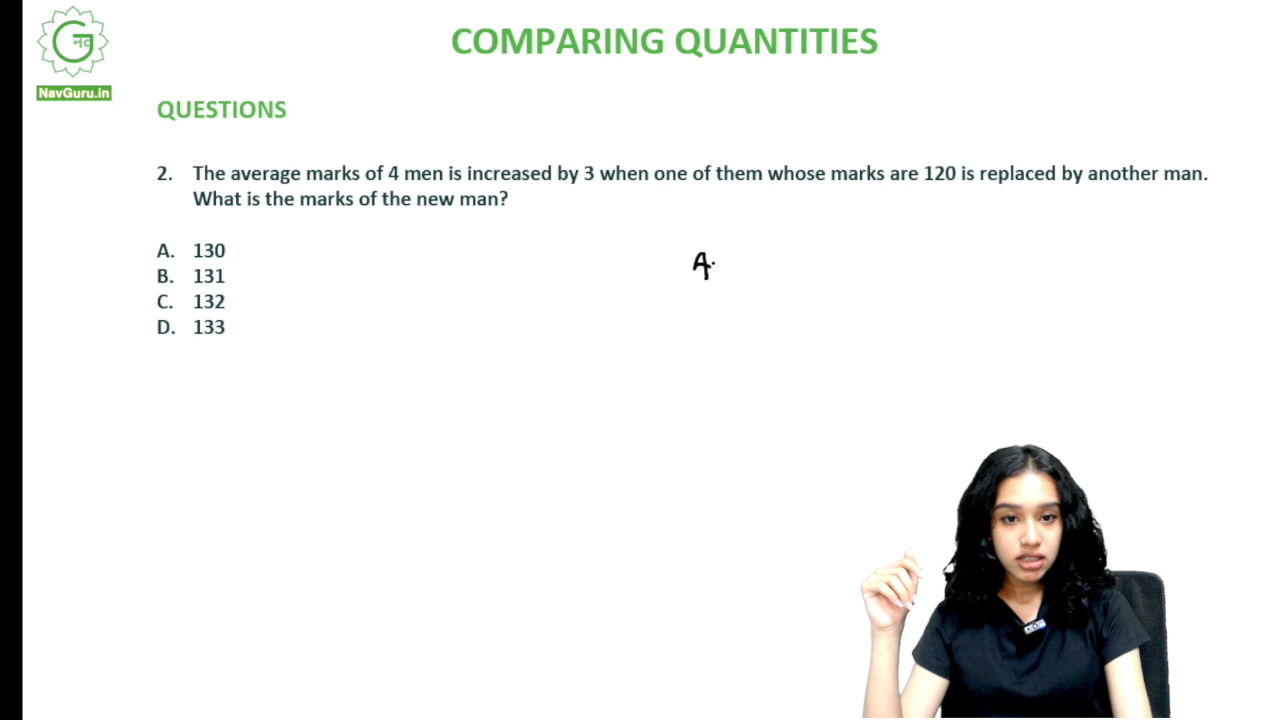 नव
NavGuru.in
COMPARING QUANTITIES
QUESTIONS
2. The average marks of 4 men is increased by 3 when one of them whose marks are 120 is replaced by another man.
What is the marks of the new man?
A. 130
B. 131
C. 132
D. 133
A.